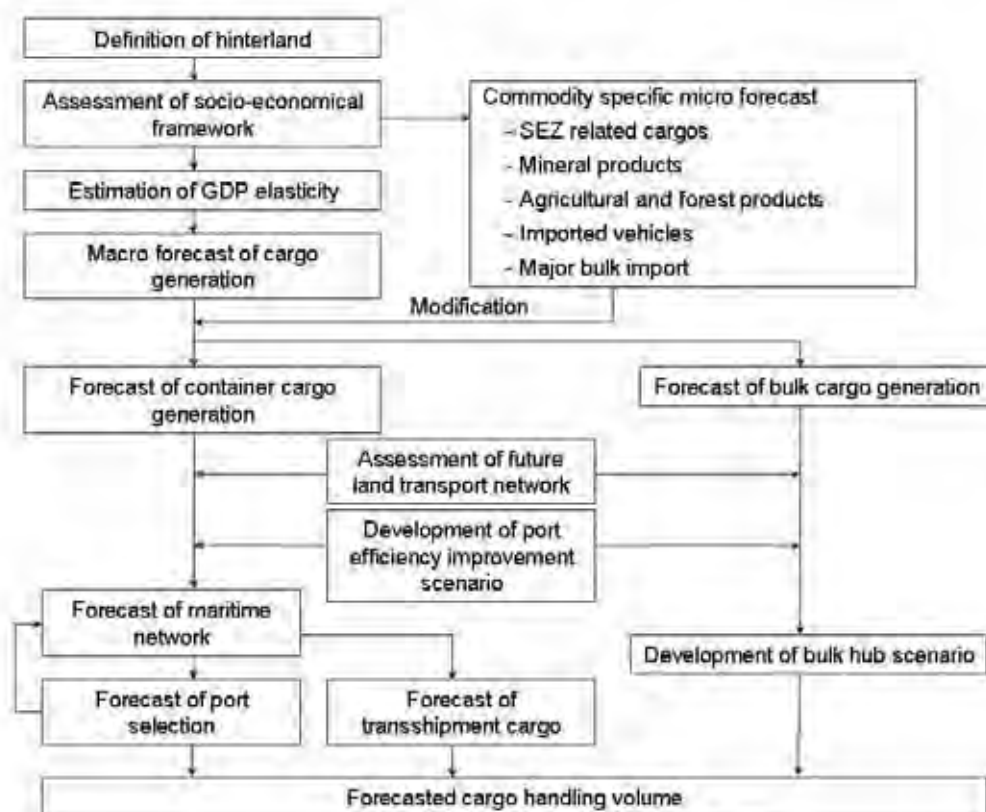 Definition of hinterland
Assessment of socio-economical
framework
Estimation of GDP elasticity
Macro forecast of cargo
generation
Commodity specific micro forecast
- SEZ related cargos
- Mineral products
- Agricultural and forest products
- Imported vehicles
- Major bulk import
Modification
Forecast of container cargo
generation
Forecast of bulk cargo generation
Assessment of future
land transport network
Development of port
efficiency improvement
scenario
Forecast of maritime
network
Development of bulk hub scenario
Forecast of port
selection
Forecast of
transshipment cargo
Forecasted cargo handling volume